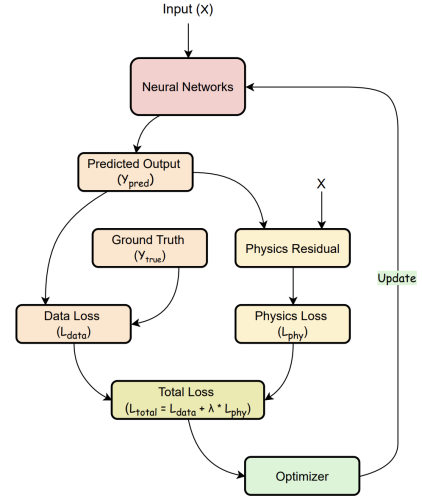 Input (X)
Neural Networks
Predicted Output
(Ypred)
X
Ground Truth
(Ytrue)
Physics Residual
Update
Data Loss
(Ldata)
Physics Loss
(Lphy)
Total Loss
(Ltotal = Ldata + λ * Lphy)
Optimizer